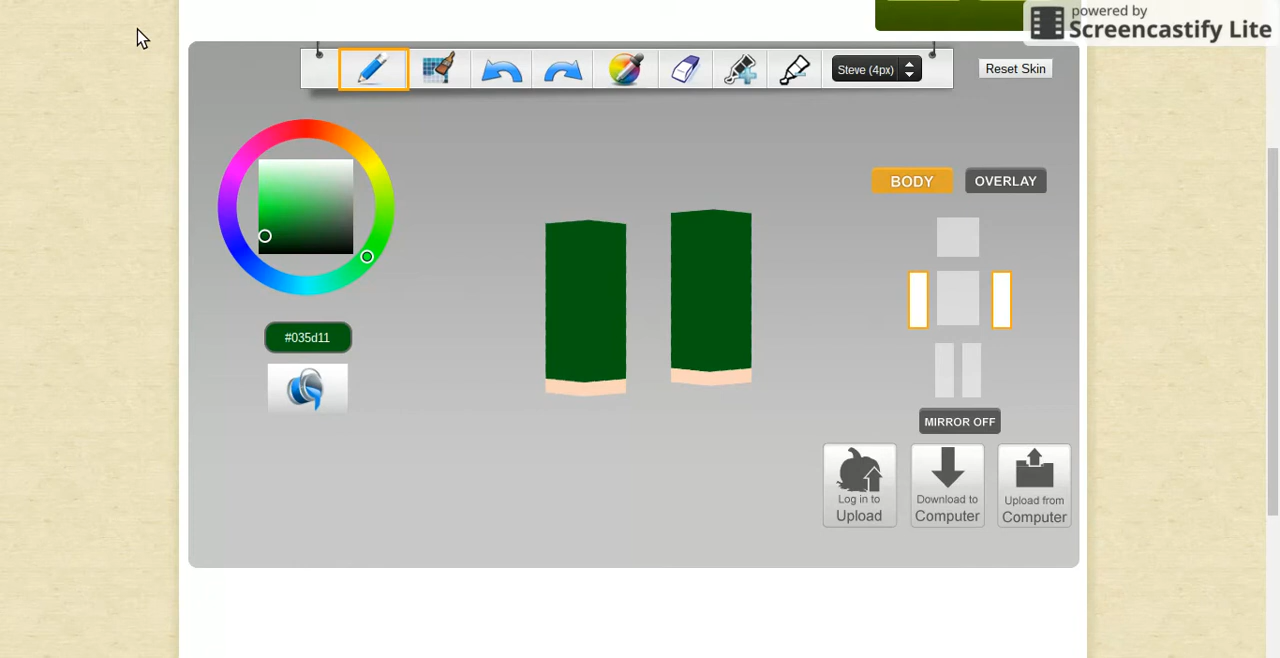 powered by
Screencastify Lite
Steve (4px)
Reset Skin
BODY
OVERLAY
#035d11
MIRROR OFF
Log in to
Upload
Download to
Computer
Upload from
Computer